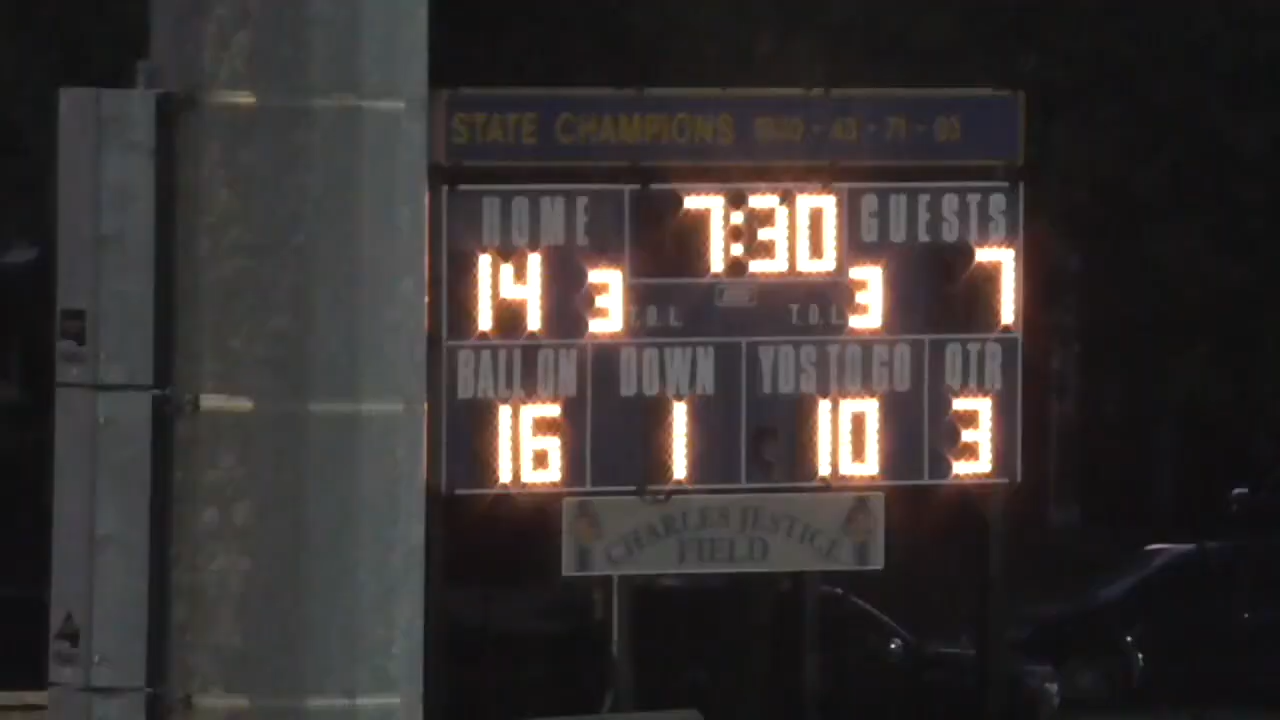 STATE CHAMPIONS
HOME 7:30 GUESTS
14 3 T.O.L. T.O.L. 3 7
BALL ON DOWN YDS TO GO QTR
16 1 10 3
CHARLES JUSTICE
FIELD